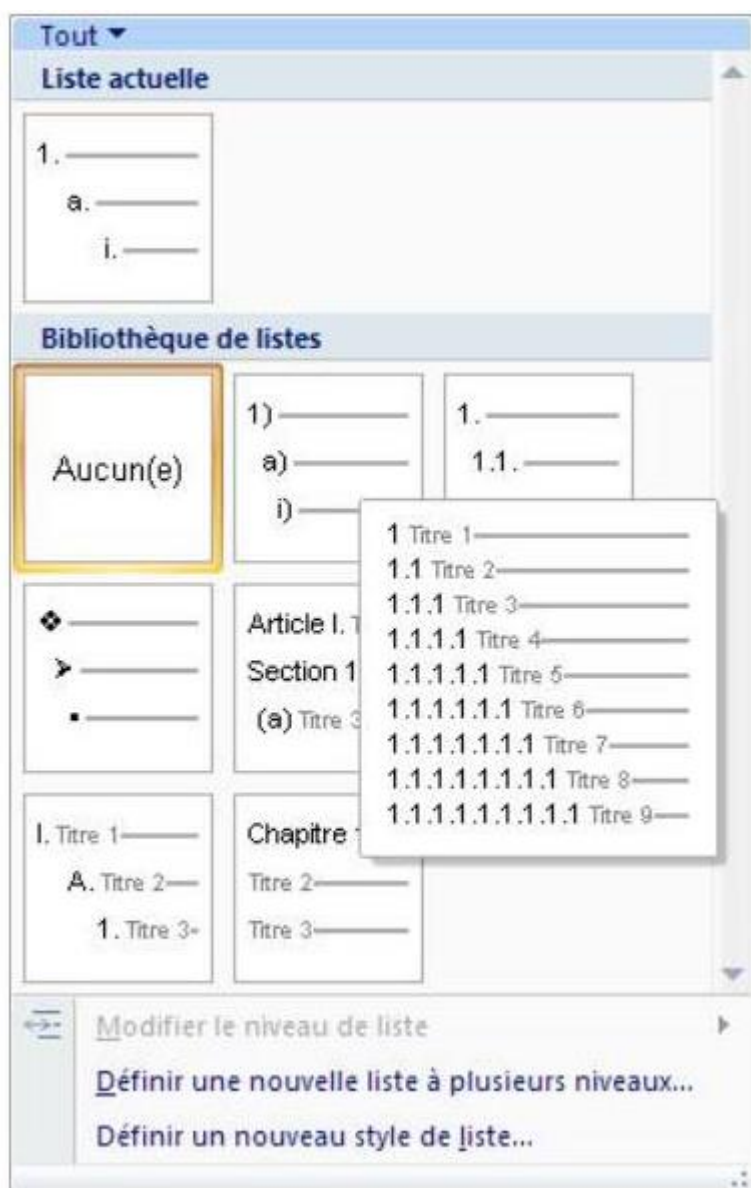 Tout
Liste actuelle
1.
a.
i.
Bibliothèque de listes
Aucun(e)
1)
a)
i)
1.
1.1.
1 Titre 1
1.1 Titre 2
1.1.1 Titre 3
1.1.1.1 Titre 4
1.1.1.1.1 Titre 5
1.1.1.1.1.1 Titre 6
1.1.1.1.1.1.1 Titre 7
1.1.1.1.1.1.1.1 Titre 8
1.1.1.1.1.1.1.1.1 Titre 9
Article I.
Section 1
(a) Titre 3
I. Titre 1
A. Titre 2
1. Titre 3
Chapitre
Titre 2
Titre 3
Modifier le niveau de liste
Définir une nouvelle liste à plusieurs niveaux...
Définir un nouveau style de liste...